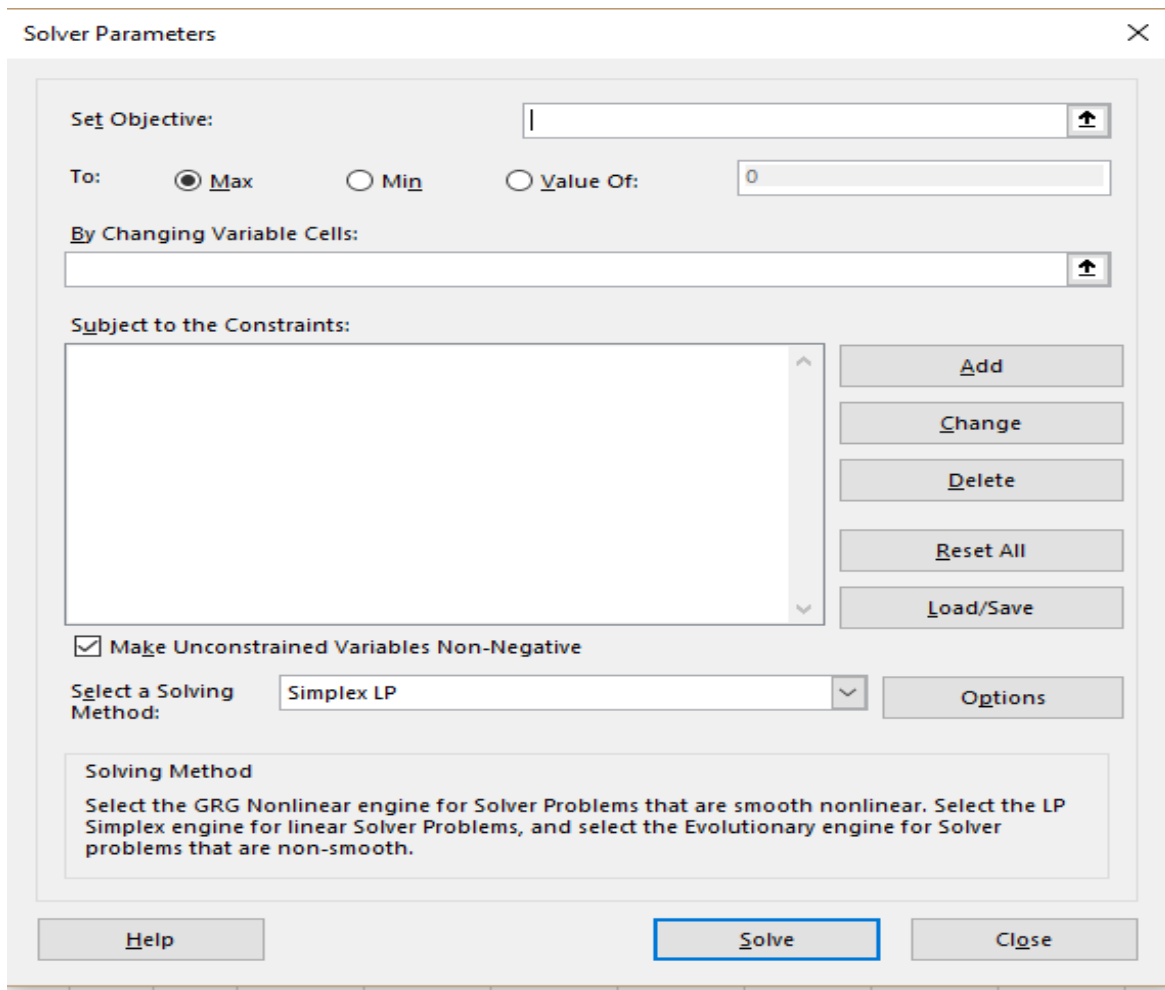 Solver Parameters
Set Objective:
To:
Max
Min
Value Of:
0
By Changing Variable Cells:
Subject to the Constraints:
Add
Change
Delete
Reset All
Load/Save
Make Unconstrained Variables Non-Negative
Select a Solving
Method:
Simplex LP
Options
Solving Method
Select the GRG Nonlinear engine for Solver Problems that are smooth nonlinear. Select the LP
Simplex engine for linear Solver Problems, and select the Evolutionary engine for Solver
problems that are non-smooth.
Help
Solve
Close